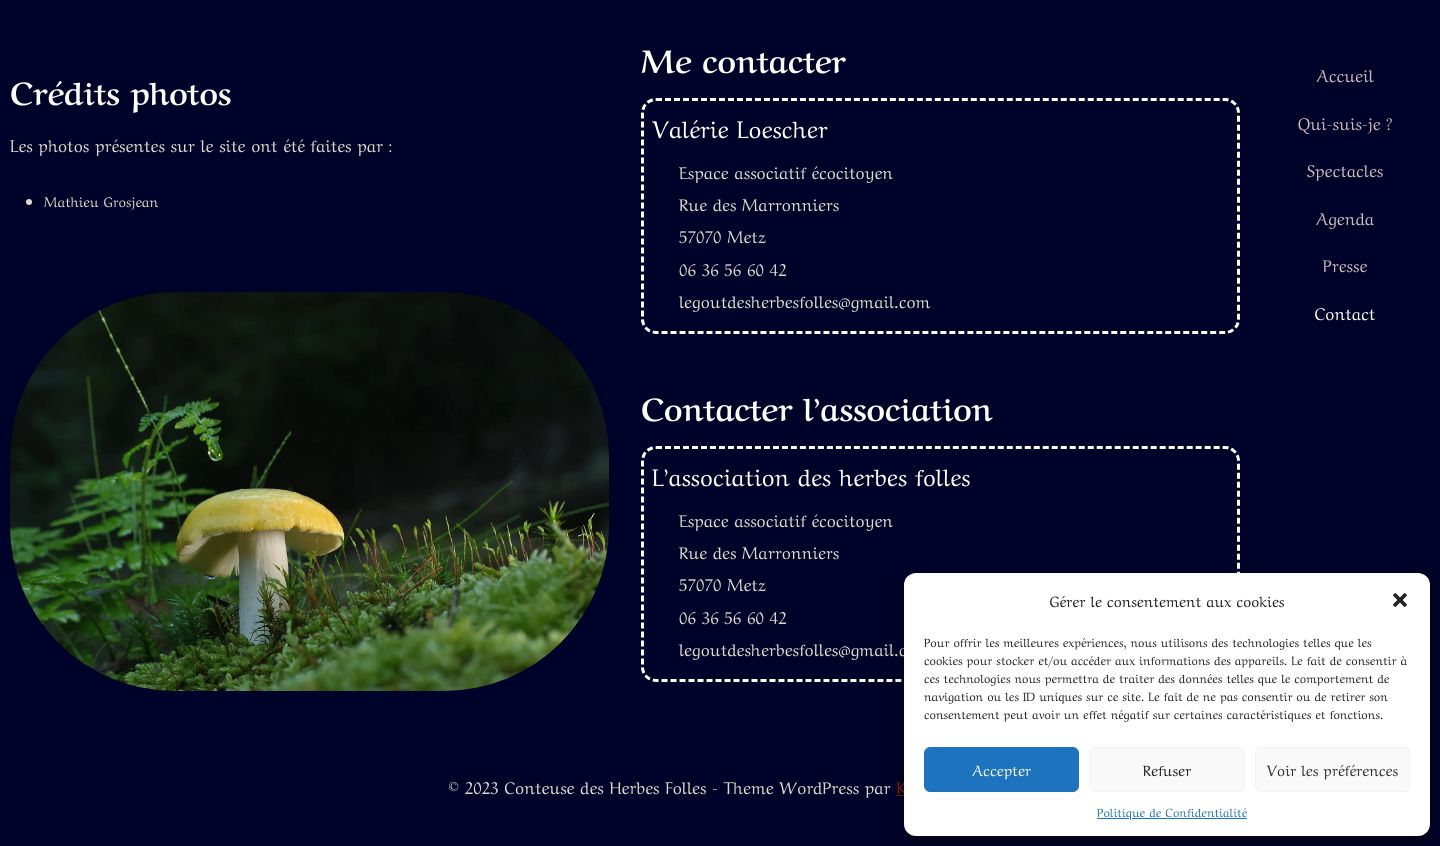 Crédits photos
Les photos présentes sur le site ont été faites par :
Mathieu Grosjean
Me contacter
Valérie Loescher
Espace associatif écocitoyen
Rue des Marronniers
57070 Metz
06 36 56 60 42
legoutdesherbesfolles@gmail.com
Contacter l’association
L’association des herbes folles
Espace associatif écocitoyen
Rue des Marronniers
57070 Metz
06 36 56 60 42
legoutdesherbesfolles@gmail.
Accueil
Qui-suis-je ?
Spectacles
Agenda
Presse
Contact
© 2023 Conteuse des Herbes Folles - Theme WordPress par
Gérer le consentement aux cookies
Pour offrir les meilleures expériences, nous utilisons des technologies telles que les
cookies pour stocker et/ou accéder aux informations des appareils. Le fait de consentir à
ces technologies nous permettra de traiter des données telles que le comportement de
navigation ou les ID uniques sur ce site. Le fait de ne pas consentir ou de retirer son
consentement peut avoir un effet négatif sur certaines caractéristiques et fonctions.
Accepter
Refuser
Voir les préférences
Politique de Confidentialité